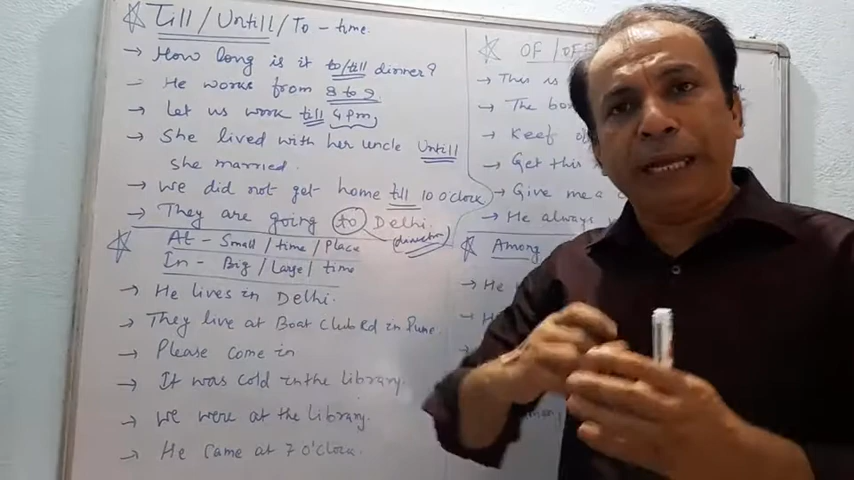 Till / Untill / To - time.
→ How long is it to/till dinner?
→ He works from 8 to 9
→ Let us work till 4 pm
→ She lived with her uncle Untill
She married.
→ We did not get home till 10 o'clock
→ They are going to Delhi.
(direction)
At - Small / time / Place
In - Big / Large / time
→ He lives in Delhi.
→ They live at Boat Club Rd in Pune.
→ Please come in
→ It was cold in the library
→ We were at the library.
→ He came at 7 o'clock.
OF / OFF
→ This is
→ The
→ Keep of
→ Get this
→ Give me a
→ He always
Among
→ He